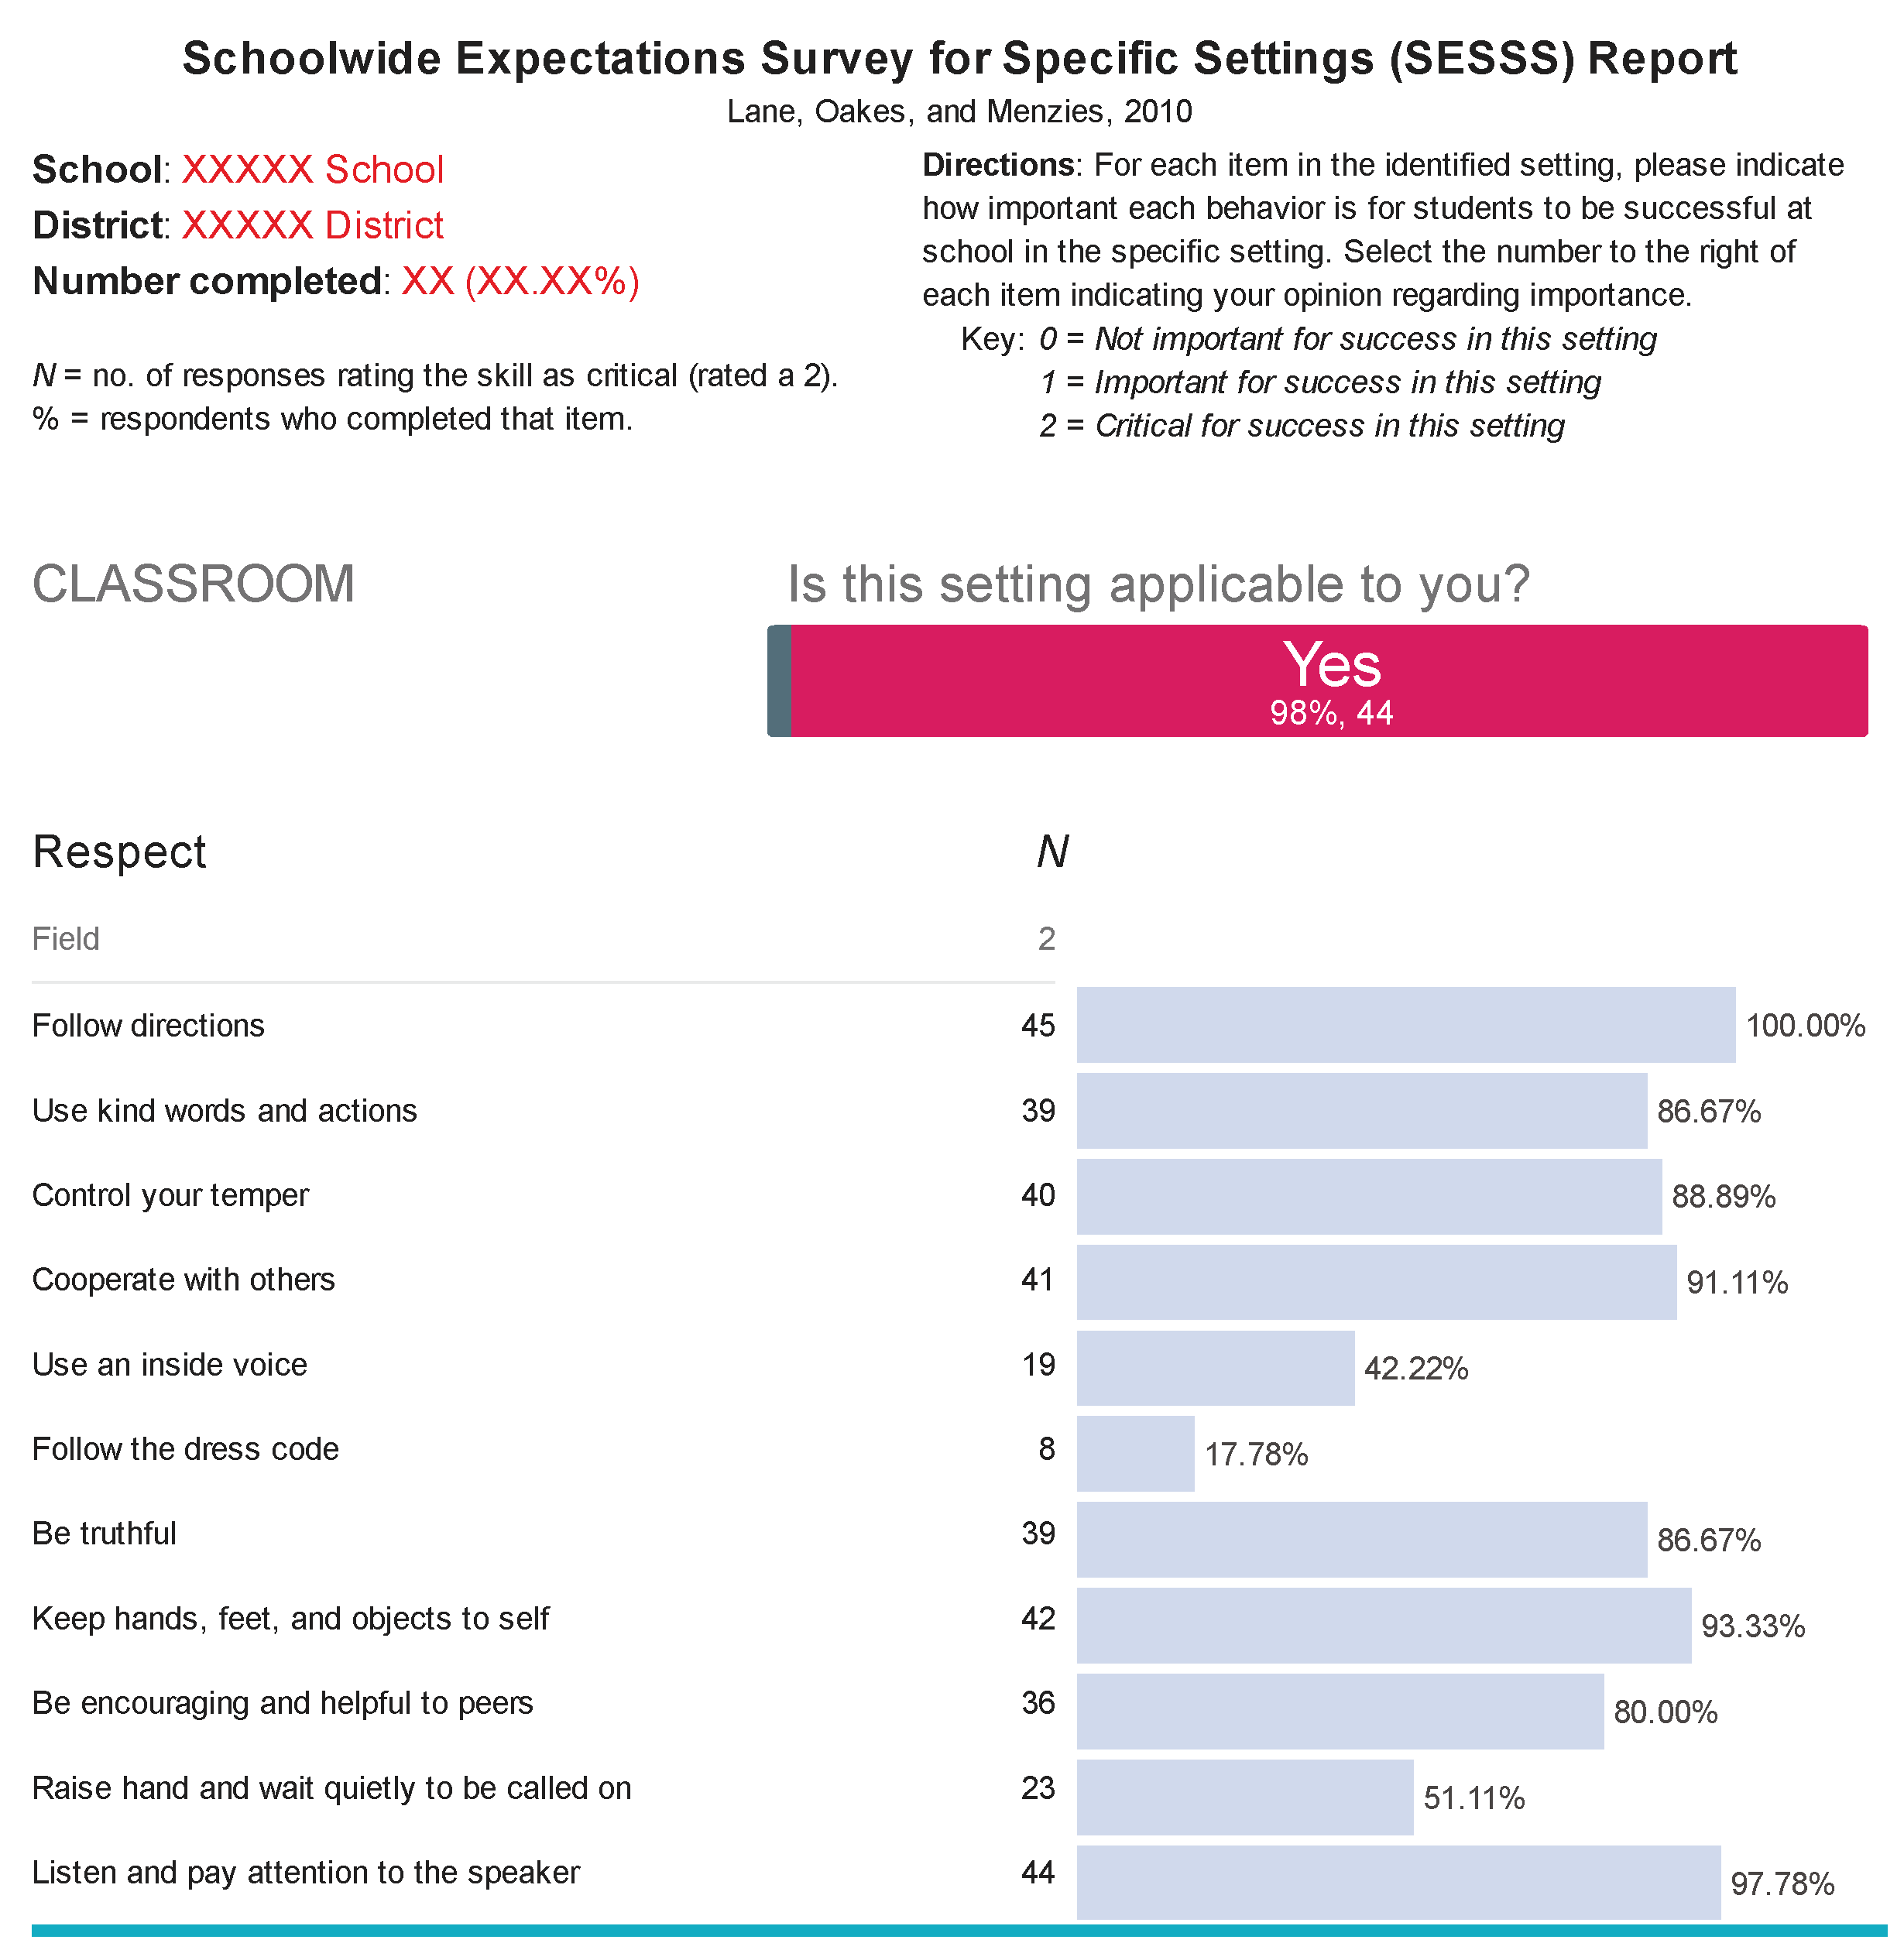 Schoolwide Expectations Survey for Specific Settings (SESSS) Report
Lane, Oakes, and Menzies, 2010
School: XXXXX School
District: XXXXX District
Number completed: XX (XX.XX%)
N = no. of responses rating the skill as critical (rated a 2).
% = respondents who completed that item.
Directions: For each item in the identified setting, please indicate
how important each behavior is for students to be successful at
school in the specific setting. Select the number to the right of
each item indicating your opinion regarding importance.
Key: 0 = Not important for success in this setting
1 = Important for success in this setting
2 = Critical for success in this setting
CLASSROOM
Is this setting applicable to you?
Yes
98%, 44
Respect N
Field 2
Follow directions 45 100.00%
Use kind words and actions 39 86.67%
Control your temper 40 88.89%
Cooperate with others 41 91.11%
Use an inside voice 19 42.22%
Follow the dress code 8 17.78%
Be truthful 39 86.67%
Keep hands, feet, and objects to self 42 93.33%
Be encouraging and helpful to peers 36 80.00%
Raise hand and wait quietly to be called on 23 51.11%
Listen and pay attention to the speaker 44 97.78%